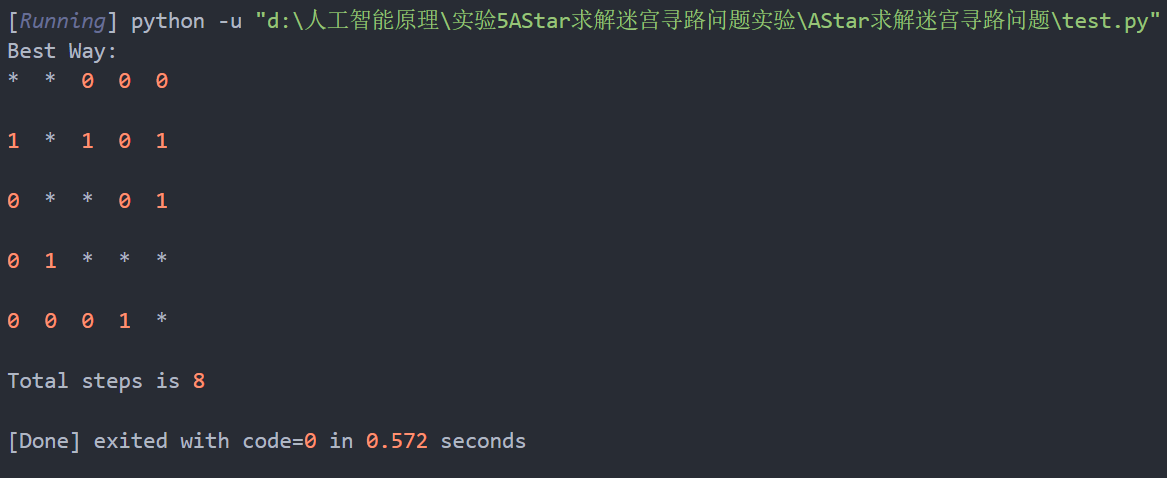 [Running] python -u "d:\人工智能原理\实验5AStar求解迷宫寻路问题实验\AStar求解迷宫寻路问题\test.py"
Best Way:
* * 0 0 0
1 * 1 0 1
0 * * 0 1
0 1 * * *
0 0 0 1 *
Total steps is 8
[Done] exited with code=0 in 0.572 seconds